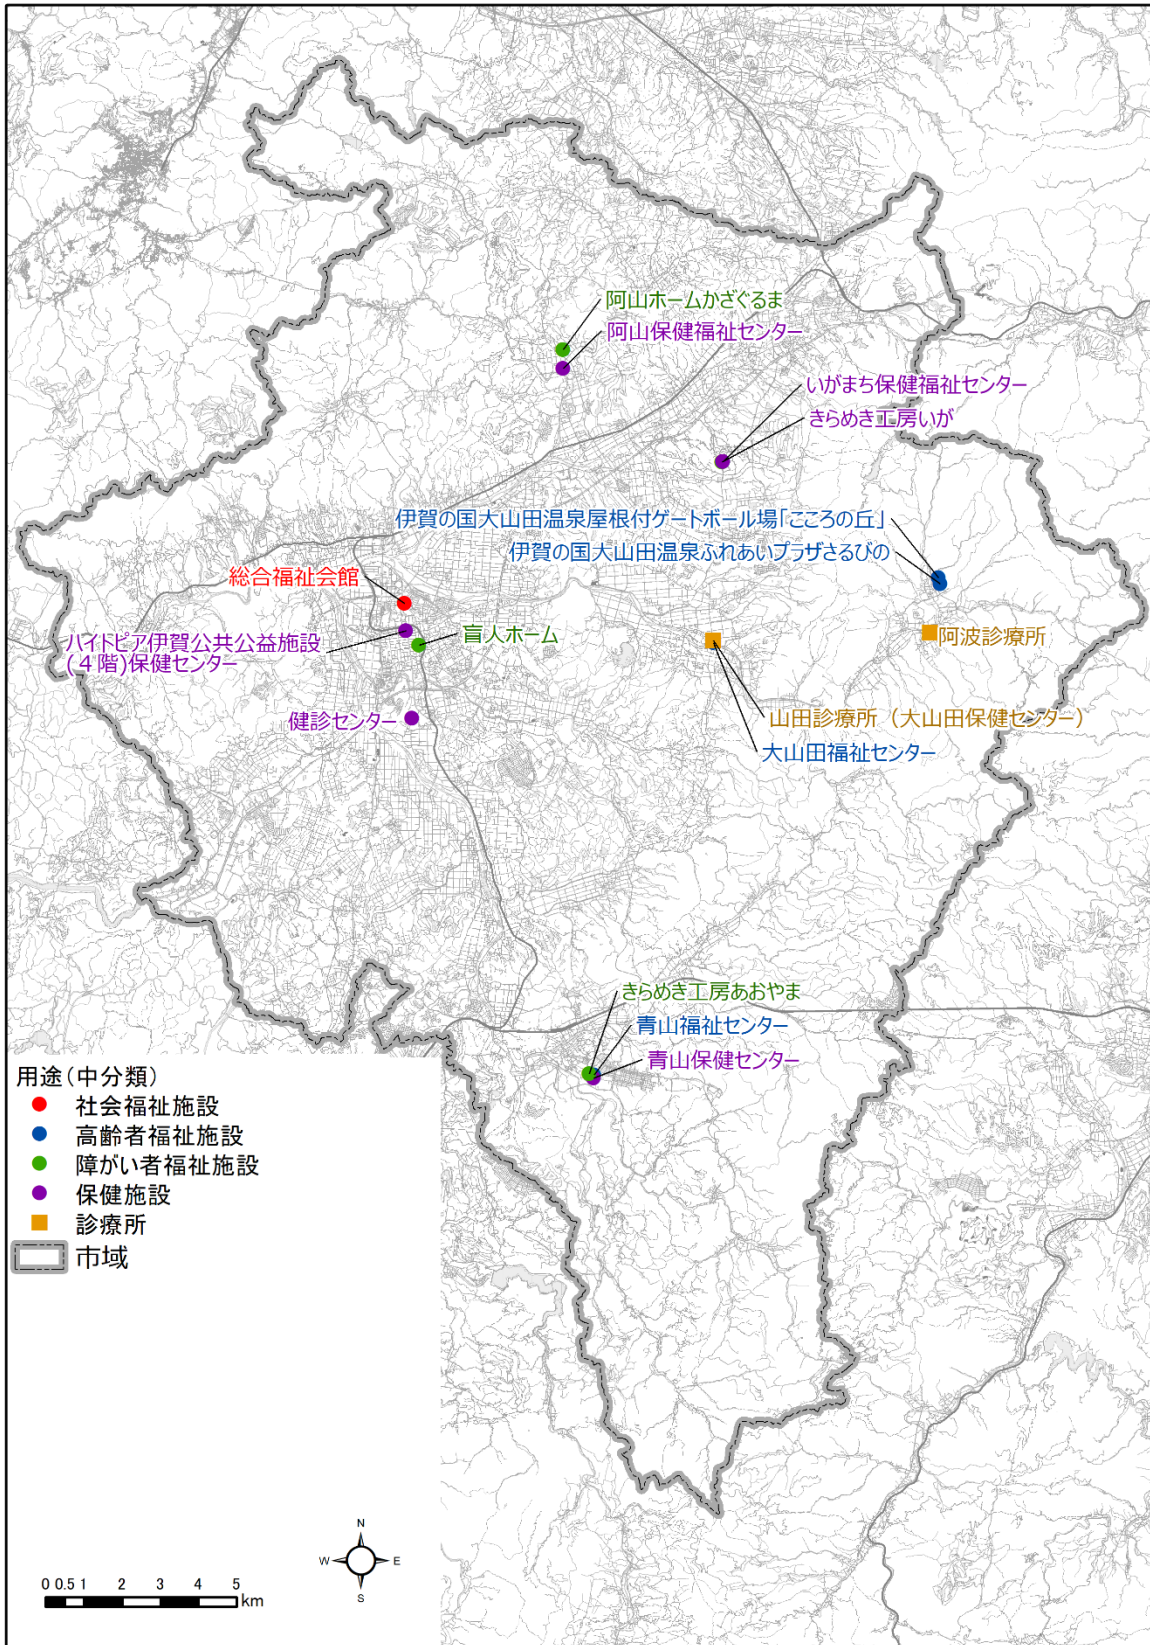 阿山ホームかざぐるま
阿山保健福祉センター
いがまち保健福祉センター
きらめき工房いが
伊賀の国大山田温泉屋根付ゲートボール場「こころの丘」
伊賀の国大山田温泉ふれあいプラザさるびの
総合福祉会館
ハイトピア伊賀公共公益施設
(４階)保健センター
盲人ホーム
阿波診療所
健診センター
山田診療所（大山田保健センター）
大山田福祉センター
きらめき工房あおやま
青山福祉センター
青山保健センター
用途（中分類）
社会福祉施設
高齢者福祉施設
障がい者福祉施設
保健施設
診療所
市域
N
W E
S
0 0.5 1 2 3 4 5
km